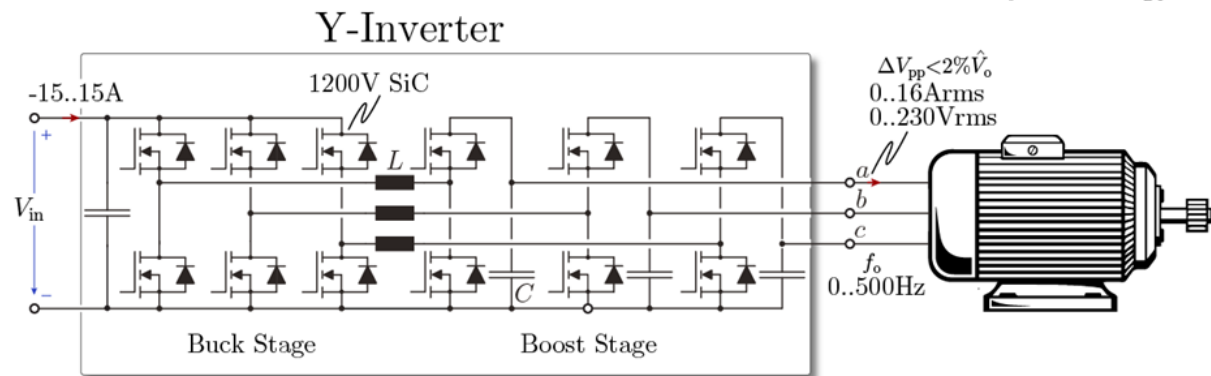 Y-Inverter
-15..15A
1200V SiC
ΔVpp<2%V̂o
0..16Arms
0..230Vrms
+
L
a
Vin
b
c
−
C
fo
0..500Hz
Buck Stage
Boost Stage